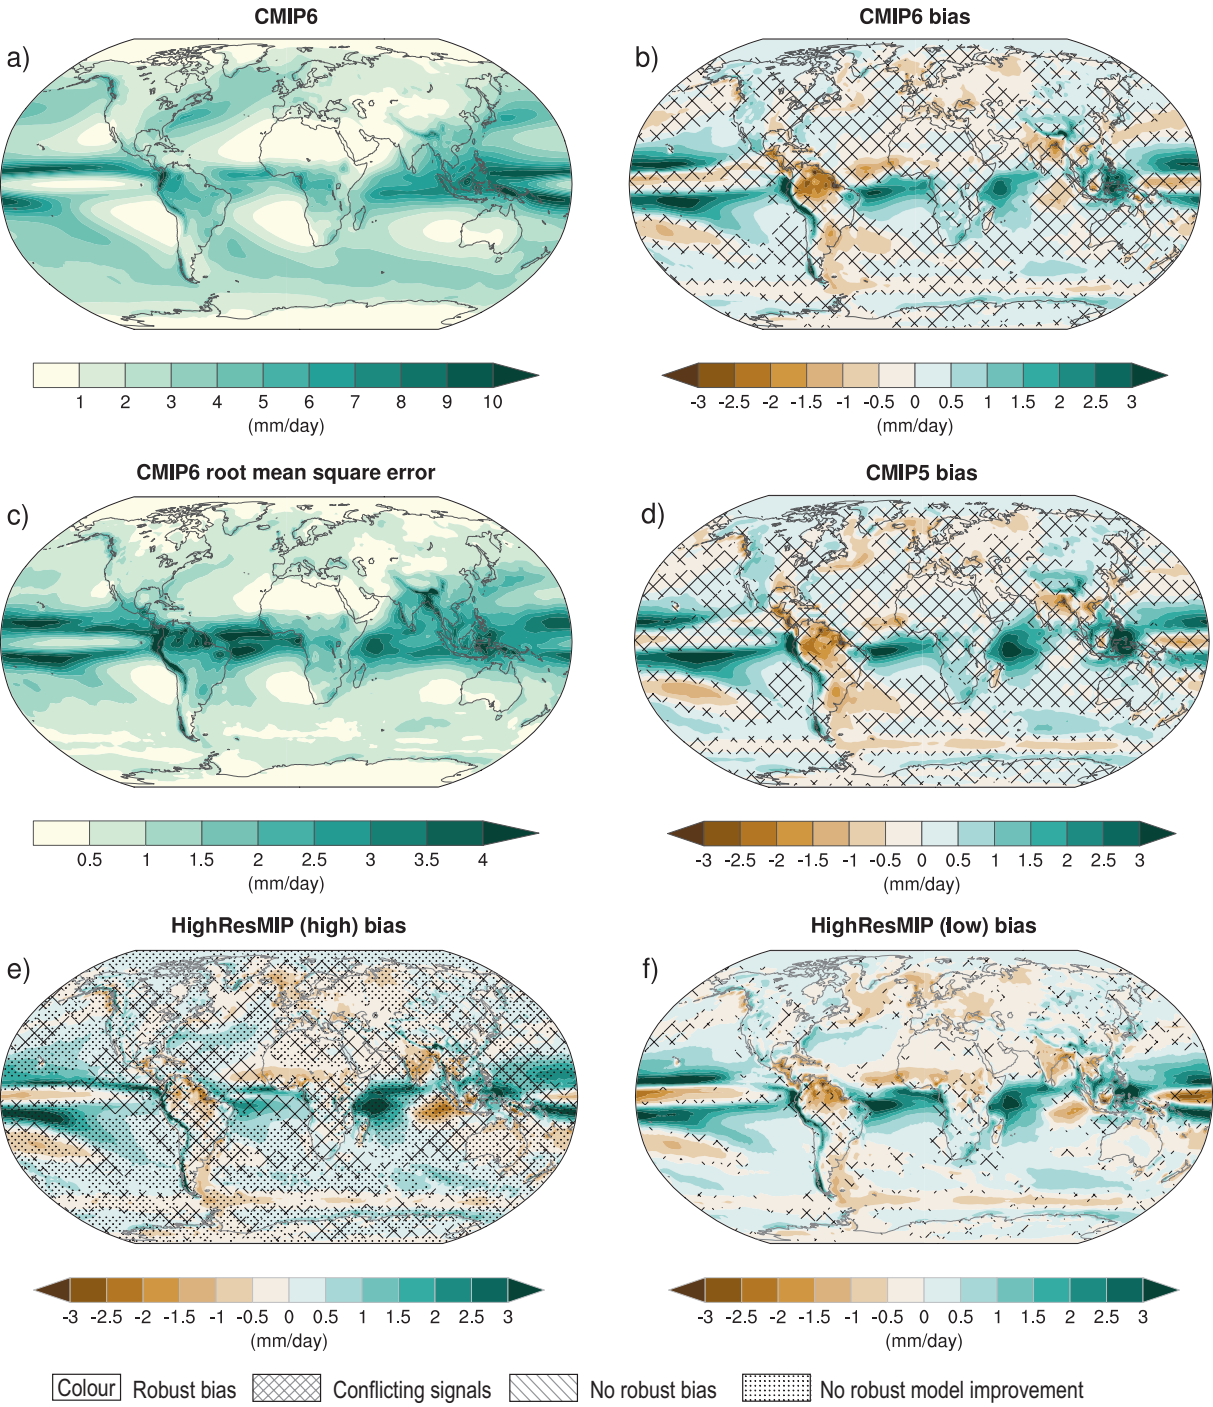 CMIP6
CMIP6 bias
a)
b)
1 2 3 4 5 6 7 8 9 10
(mm/day)
-3 -2.5 -2 -1.5 -1 -0.5 0 0.5 1 1.5 2 2.5 3
(mm/day)
CMIP6 root mean square error
CMIP5 bias
c)
d)
0.5 1 1.5 2 2.5 3 3.5 4
(mm/day)
-3 -2.5 -2 -1.5 -1 -0.5 0 0.5 1 1.5 2 2.5 3
(mm/day)
HighResMIP (high) bias
HighResMIP (low) bias
e)
f)
-3 -2.5 -2 -1.5 -1 -0.5 0 0.5 1 1.5 2 2.5 3
(mm/day)
-3 -2.5 -2 -1.5 -1 -0.5 0 0.5 1 1.5 2 2.5 3
(mm/day)
Colour Robust bias Conflicting signals No robust bias No robust model improvement